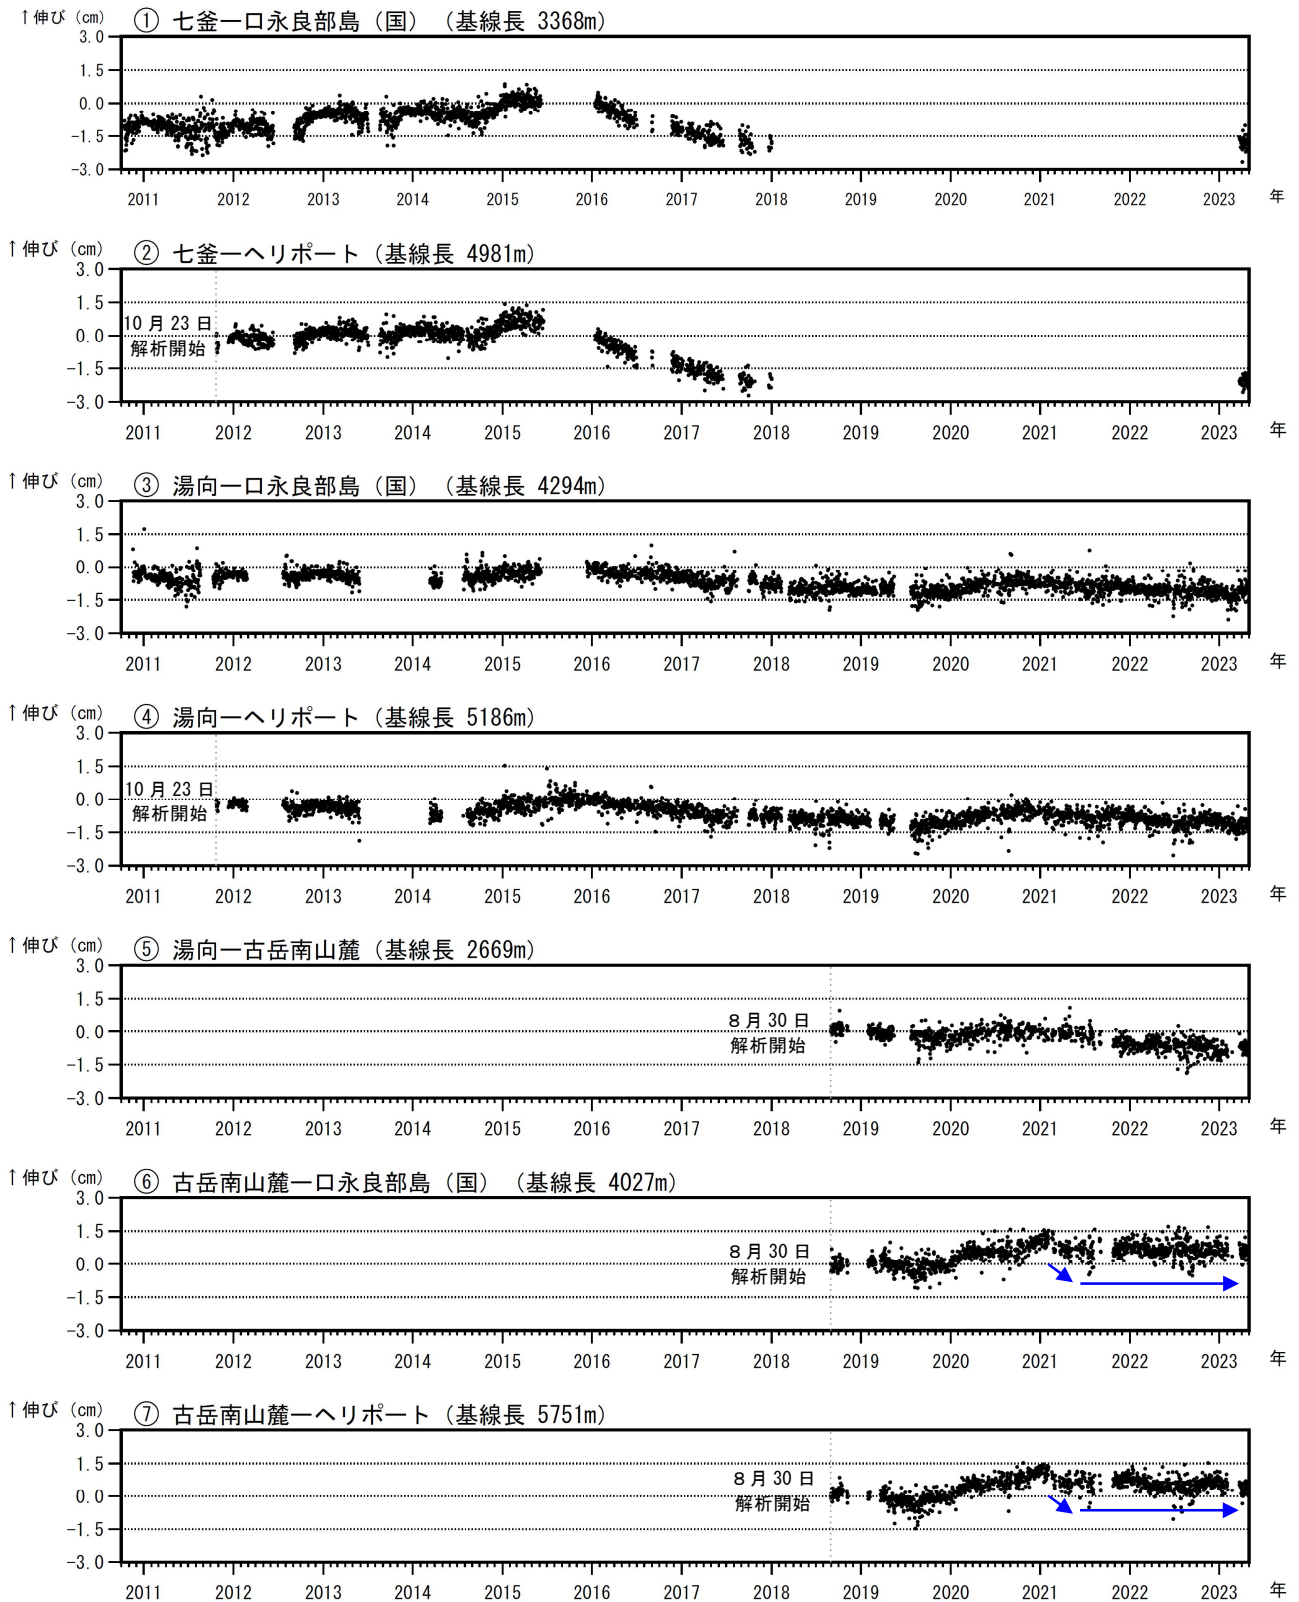 ↑伸び (cm) ① 七釜ー口永良部島（国）（基線長 3368m）
3.0
1.5
0.0
-1.5
-3.0
2011 2012 2013 2014 2015 2016 2017 2018 2019 2020 2021 2022 2023 年
↑伸び (cm) ② 七釜ーヘリポート（基線長 4981m）
3.0
1.5
10月23日
0.0
解析開始
-1.5
-3.0
2011 2012 2013 2014 2015 2016 2017 2018 2019 2020 2021 2022 2023 年
↑伸び (cm) ③ 湯向ー口永良部島（国）（基線長 4294m）
3.0
1.5
0.0
-1.5
-3.0
2011 2012 2013 2014 2015 2016 2017 2018 2019 2020 2021 2022 2023 年
↑伸び (cm) ④ 湯向ーヘリポート（基線長 5186m）
3.0
1.5
10月23日
0.0
解析開始
-1.5
-3.0
2011 2012 2013 2014 2015 2016 2017 2018 2019 2020 2021 2022 2023 年
↑伸び (cm) ⑤ 湯向ー古岳南山麓（基線長 2669m）
3.0
1.5
8月30日
0.0
解析開始
-1.5
-3.0
2011 2012 2013 2014 2015 2016 2017 2018 2019 2020 2021 2022 2023 年
↑伸び (cm) ⑥ 古岳南山麓ー口永良部島（国）（基線長 4027m）
3.0
1.5
8月30日
0.0
解析開始
-1.5
-3.0
2011 2012 2013 2014 2015 2016 2017 2018 2019 2020 2021 2022 2023 年
↑伸び (cm) ⑦ 古岳南山麓ーヘリポート（基線長 5751m）
3.0
1.5
8月30日
0.0
解析開始
-1.5
-3.0
2011 2012 2013 2014 2015 2016 2017 2018 2019 2020 2021 2022 2023 年